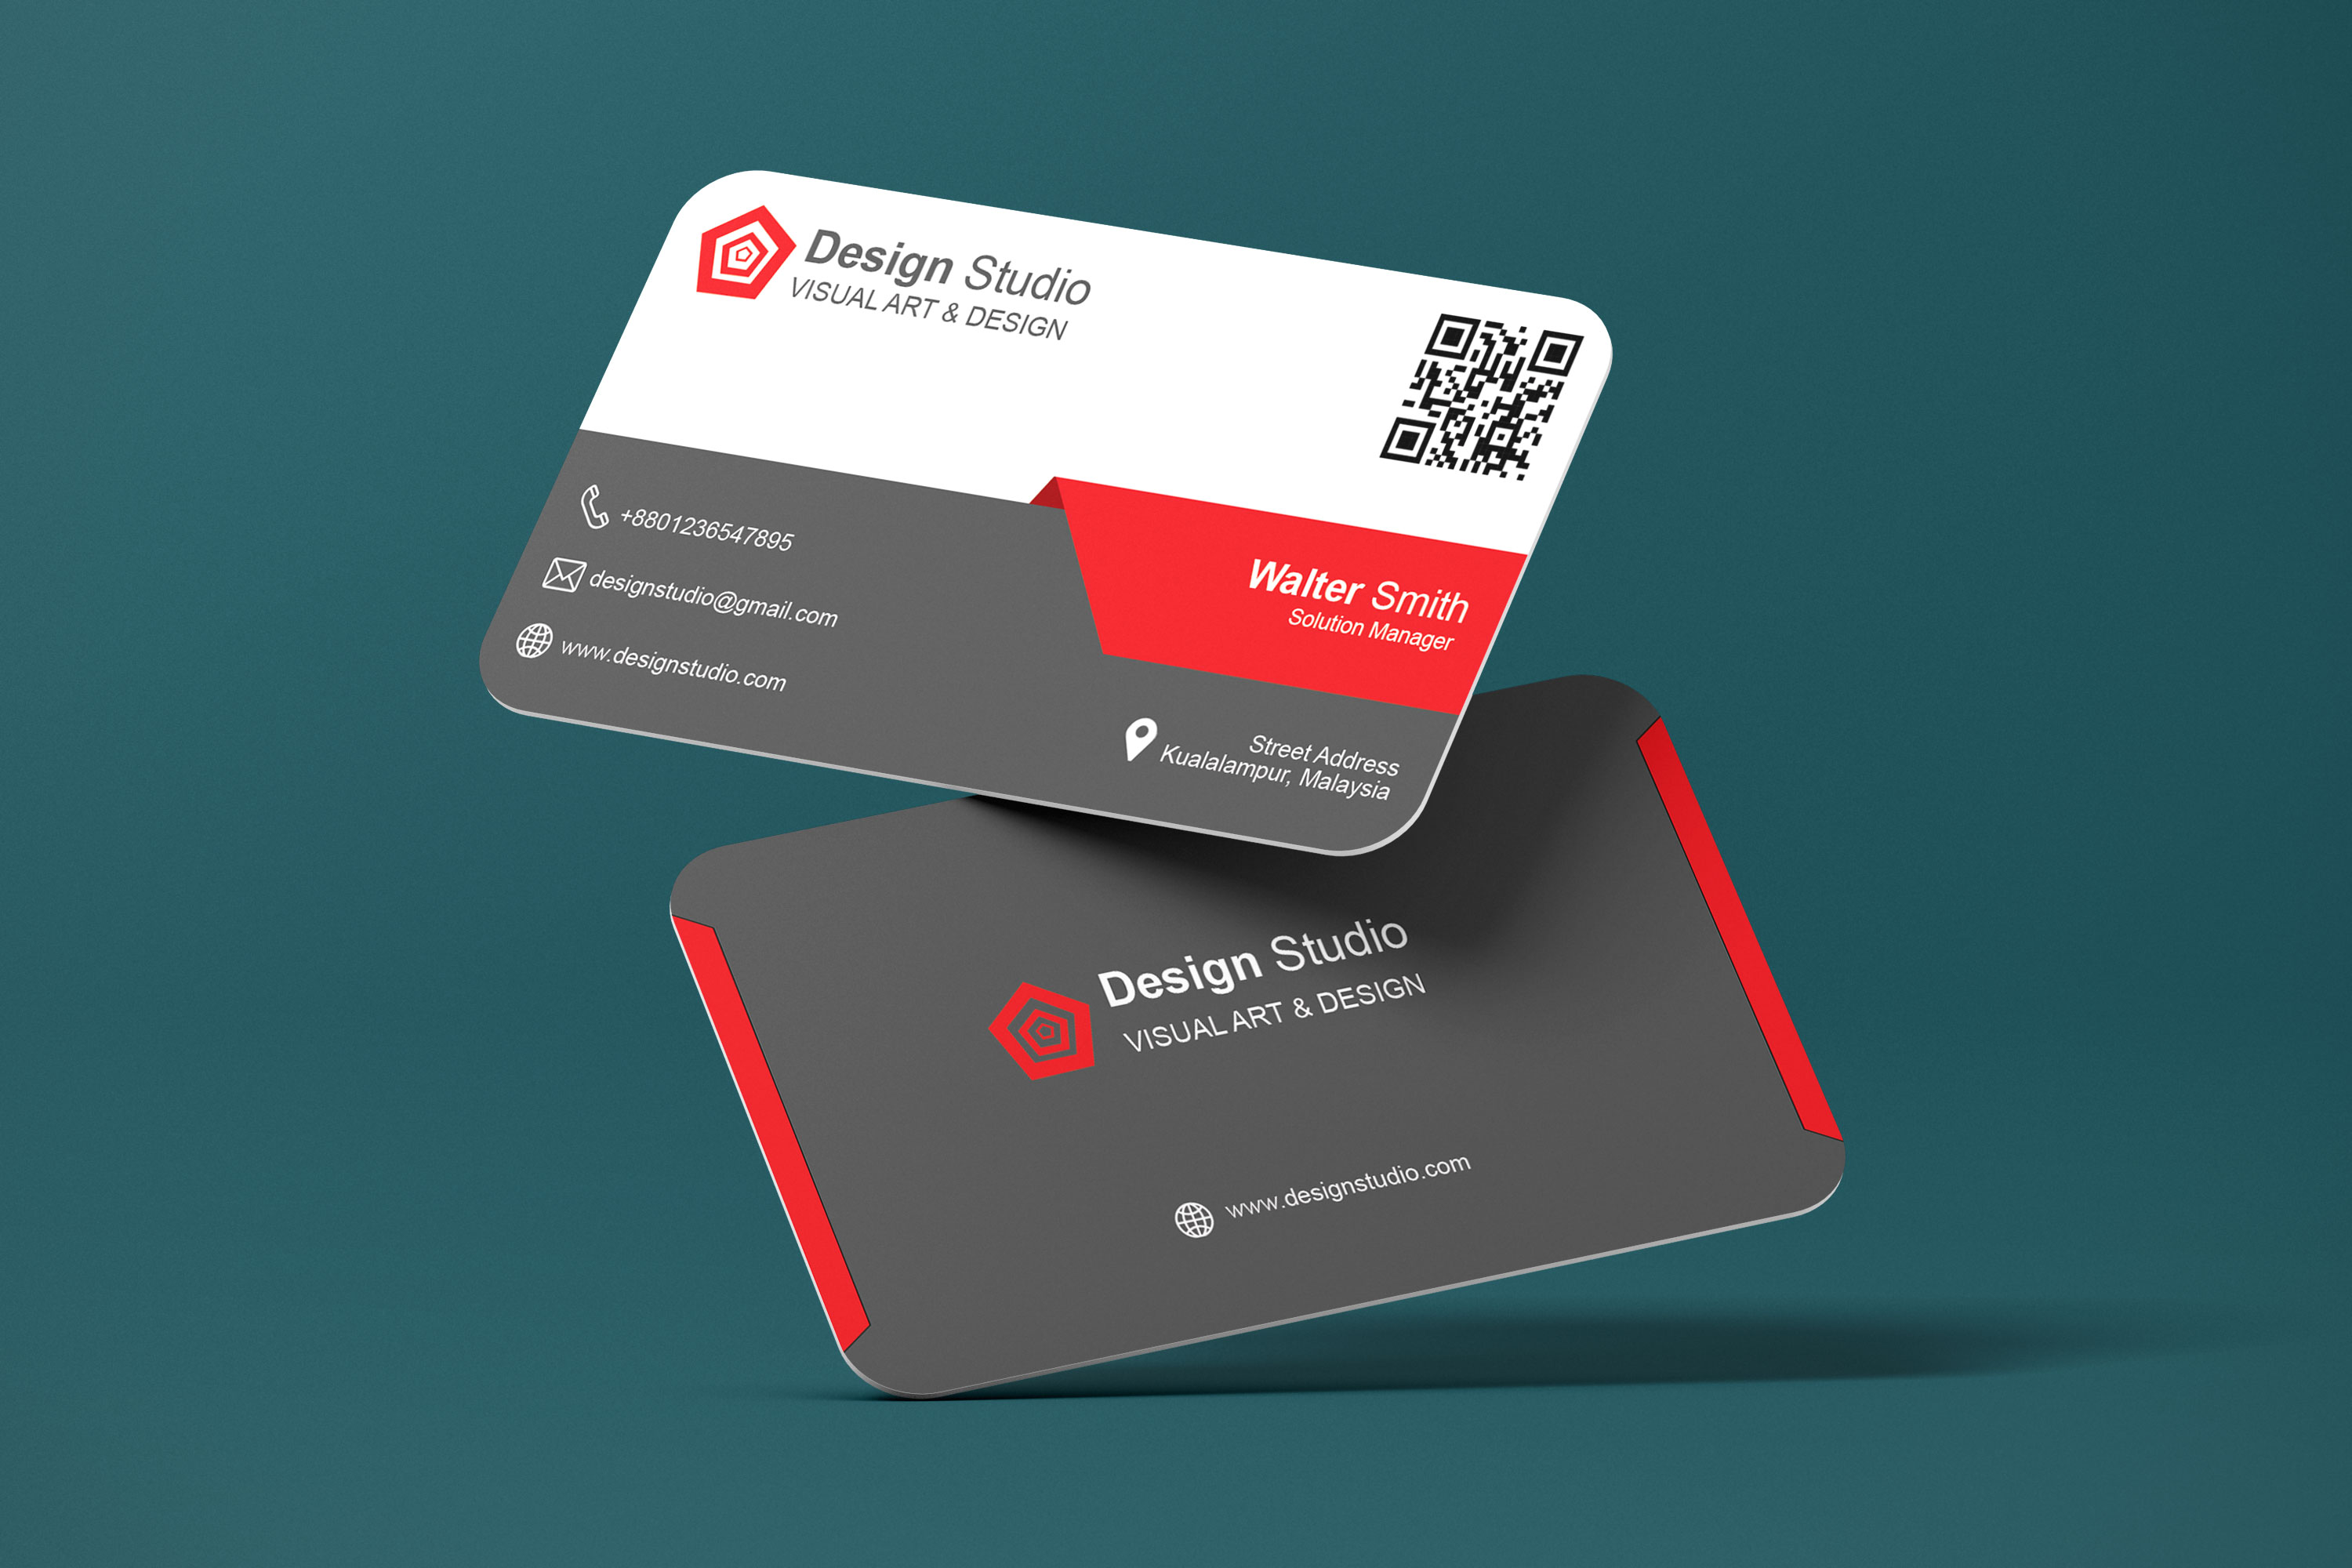 Design Studio
VISUAL ART & DESIGN
+8801236547895
designstudio@gmail.com
www.designstudio.com
Walter Smith
Solution Manager
Street Address
Kualalampur, Malaysia
Design Studio
VISUAL ART & DESIGN
www.designstudio.com